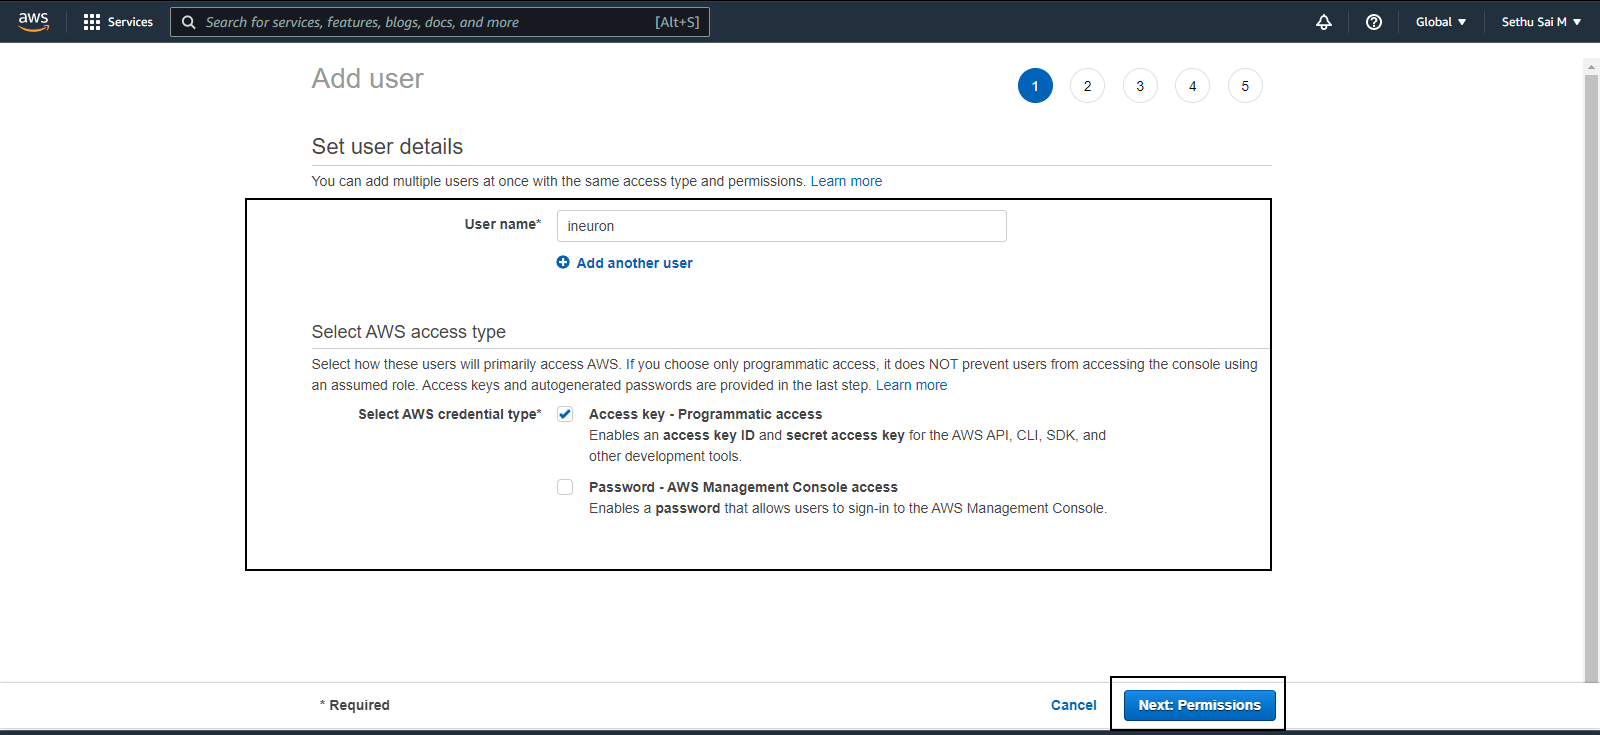 aws Services Search for services, features, blogs, docs, and more [Alt+S] Global Sethu Sai M
Add user 1 2 3 4 5
Set user details
You can add multiple users at once with the same access type and permissions. Learn more
User name* ineuron
Add another user
Select AWS access type
Select how these users will primarily access AWS. If you choose only programmatic access, it does NOT prevent users from accessing the console using
an assumed role. Access keys and autogenerated passwords are provided in the last step. Learn more
Select AWS credential type* Access key - Programmatic access
Enables an access key ID and secret access key for the AWS API, CLI, SDK, and
other development tools.
Password - AWS Management Console access
Enables a password that allows users to sign-in to the AWS Management Console.
* Required Cancel Next: Permissions